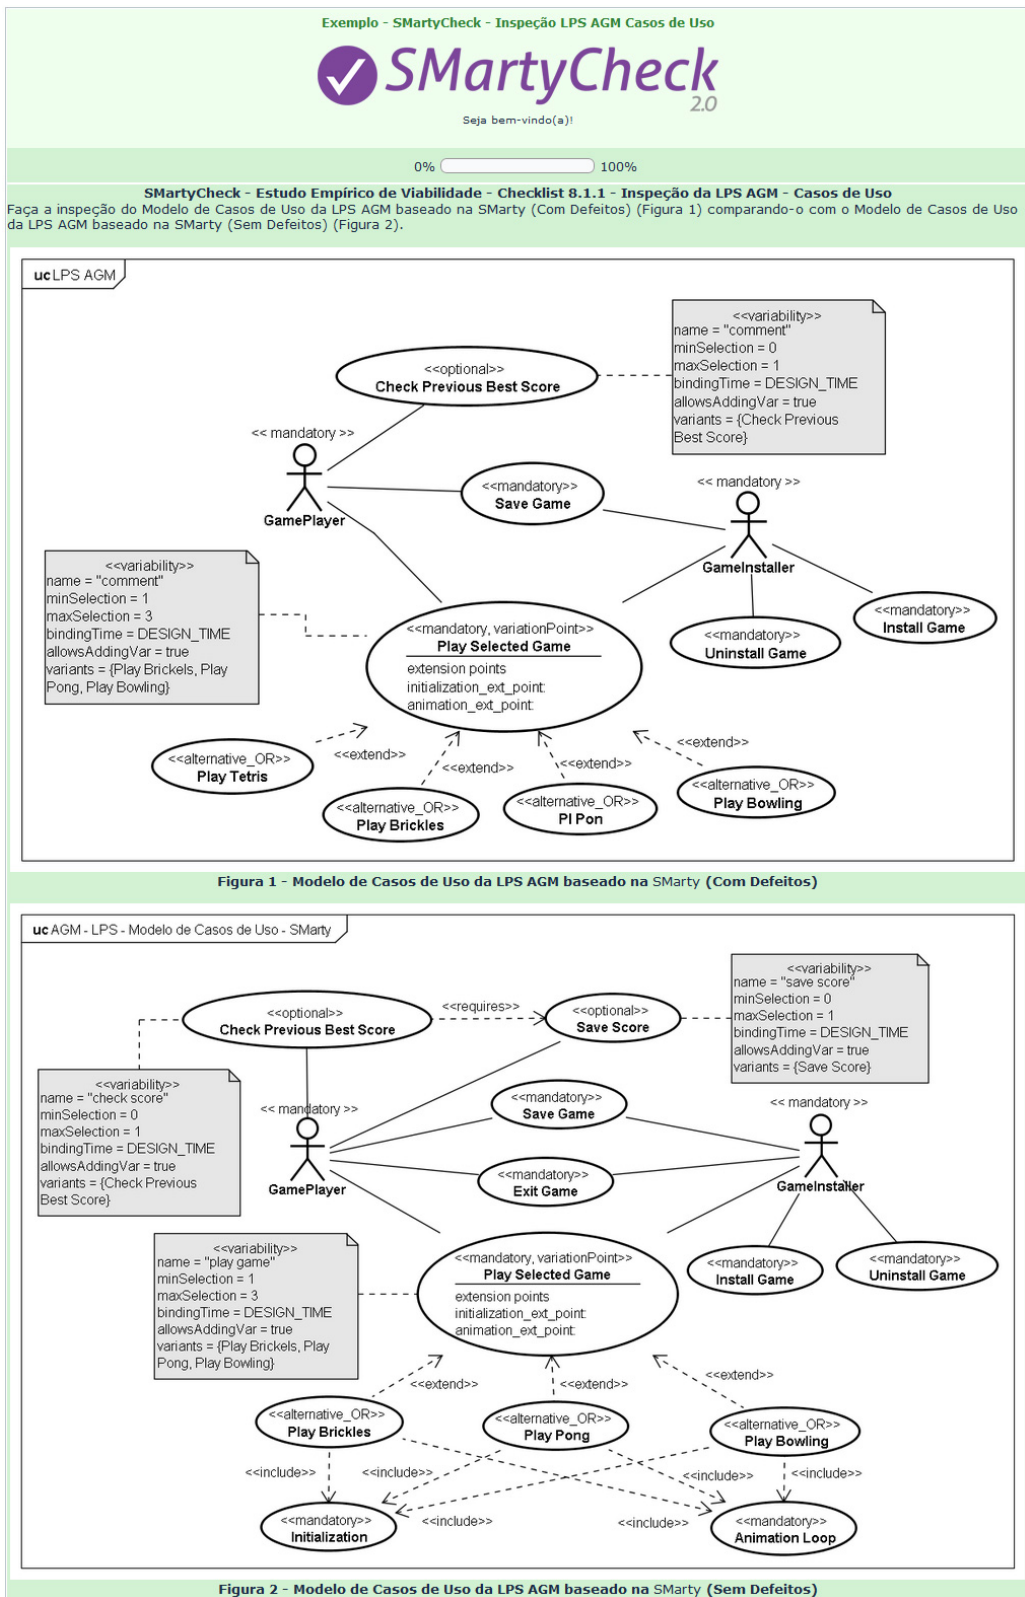 Exemplo - SMartyCheck - Inspeção LPS AGM Casos de Uso
SMartyCheck
2.0
Seja bem-vindo(a)!
0% 100%
SMartyCheck - Estudo Empírico de Viabilidade - Checklist 8.1.1 - Inspeção da LPS AGM - Casos de Uso
Faça a inspeção do Modelo de Casos de Uso da LPS AGM baseado na SMarty (Com Defeitos) (Figura 1) comparando-o com o Modelo de Casos de Uso
da LPS AGM baseado na SMarty (Sem Defeitos) (Figura 2).
uc LPS AGM
<<variability>>
name = "comment"
minSelection = 0
maxSelection = 1
bindingTime = DESIGN_TIME
allowsAddingVar = true
variants = {Check Previous
Best Score}
<<optional>>
Check Previous Best Score
<< mandatory >>
GamePlayer
<<mandatory>>
Save Game
<< mandatory >>
GameInstaller
<<variability>>
name = "comment"
minSelection = 1
maxSelection = 3
bindingTime = DESIGN_TIME
allowsAddingVar = true
variants = {Play Brickels, Play
Pong, Play Bowling}
<<mandatory, variationPoint>>
Play Selected Game
extension points
initialization_ext_point:
animation_ext_point:
<<mandatory>>
Uninstall Game
<<mandatory>>
Install Game
<<extend>>
<<extend>>
<<extend>>
<<extend>>
<<alternative_OR>>
Play Tetris
<<alternative_OR>>
Play Brickles
<<alternative_OR>>
Pl Pon
<<alternative_OR>>
Play Bowling
Figura 1 - Modelo de Casos de Uso da LPS AGM baseado na SMarty (Com Defeitos)
uc AGM - LPS - Modelo de Casos de Uso - SMarty
<<optional>>
Check Previous Best Score
<<requires>>
<<optional>>
Save Score
<<variability>>
name = "save score"
minSelection = 0
maxSelection = 1
bindingTime = DESIGN_TIME
allowsAddingVar = true
variants = {Save Score}
<<variability>>
name = "check score"
minSelection = 0
maxSelection = 1
bindingTime = DESIGN_TIME
allowsAddingVar = true
variants = {Check Previous
Best Score}
<< mandatory >>
GamePlayer
<<mandatory>>
Save Game
<<mandatory>>
Exit Game
<< mandatory >>
GameInstaller
<<variability>>
name = "play game"
minSelection = 1
maxSelection = 3
bindingTime = DESIGN_TIME
allowsAddingVar = true
variants = {Play Brickels, Play
Pong, Play Bowling}
<<mandatory, variationPoint>>
Play Selected Game
extension points
initialization_ext_point:
animation_ext_point:
<<mandatory>>
Install Game
<<mandatory>>
Uninstall Game
<<extend>>
<<extend>>
<<extend>>
<<alternative_OR>>
Play Brickles
<<alternative_OR>>
Play Pong
<<alternative_OR>>
Play Bowling
<<include>>
<<include>>
<<include>>
<<include>>
<<include>>
<<include>>
<<mandatory>>
Initialization
<<mandatory>>
Animation Loop
Figura 2 - Modelo de Casos de Uso da LPS AGM baseado na SMarty (Sem Defeitos)